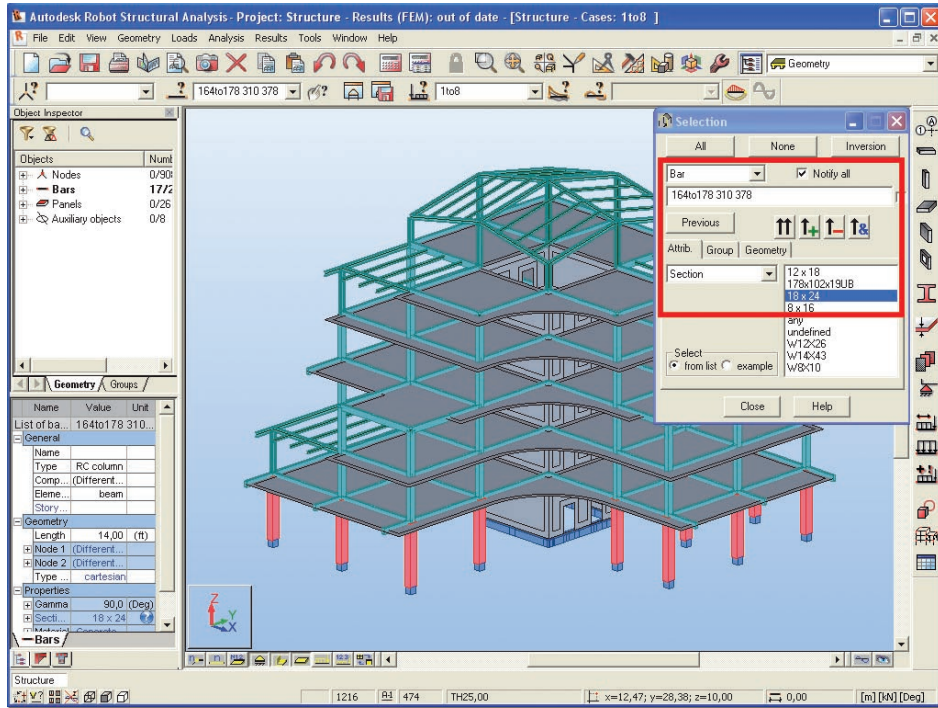 Autodesk Robot Structural Analysis - Project: Structure - Results (FEM): out of date - [Structure - Cases: 1to8 ]
File Edit View Geometry Loads Analysis Results Tools Window Help
Geometry
164to178 310 378
1to8
Object Inspector
Objects
Nodes 0/90
Bars 17/2
Panels 0/26
Auxiliary objects 0/8
Geometry Groups
Name Value Unit
List of ba... 164to178 310...
General
Name
Type RC column
Comp... (Different...
Eleme... beam
Story...
Geometry
Length 14,00 (ft)
Node 1 (Different...
Node 2 (Different...
Type ... cartesian
Properties
Gamma 90,0 (Deg)
Secti... 18 x 24
Material Concrete
Bars
Selection
All None Inversion
Bar Notify all
164to178 310 378
Previous
Attrib. Group Geometry
Section
12 x 18
178x102x19UB
18 x 24
8 x 16
any
undefined
W12X26
W14X43
W8X10
Select
from list example
Close Help
Z
Y
X
Structure
1216 474 TH25,00 x=12,47; y=28,38; z=10,00 0,00 [m] [kN] [Deg]